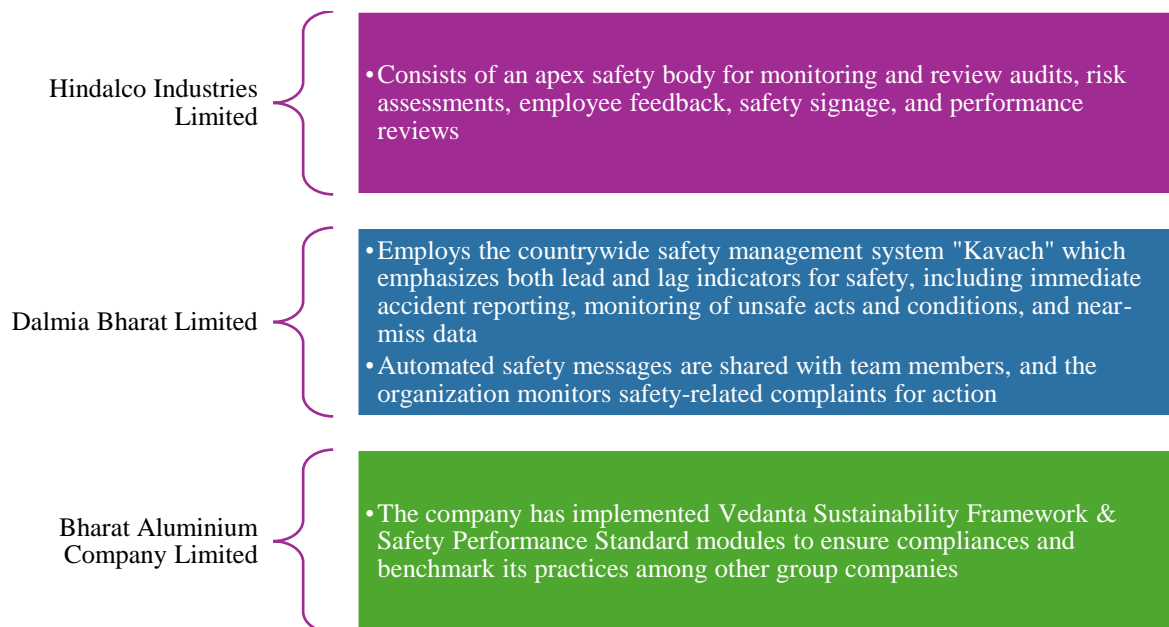 Hindalco Industries
Limited
•Consists of an apex safety body for monitoring and review audits, risk
assessments, employee feedback, safety signage, and performance
reviews
Dalmia Bharat Limited
•Employs the countrywide safety management system "Kavach" which
emphasizes both lead and lag indicators for safety, including immediate
accident reporting, monitoring of unsafe acts and conditions, and near-
miss data
•Automated safety messages are shared with team members, and the
organization monitors safety-related complaints for action
Bharat Aluminium
Company Limited
•The company has implemented Vedanta Sustainability Framework &
Safety Performance Standard modules to ensure compliances and
benchmark its practices among other group companies